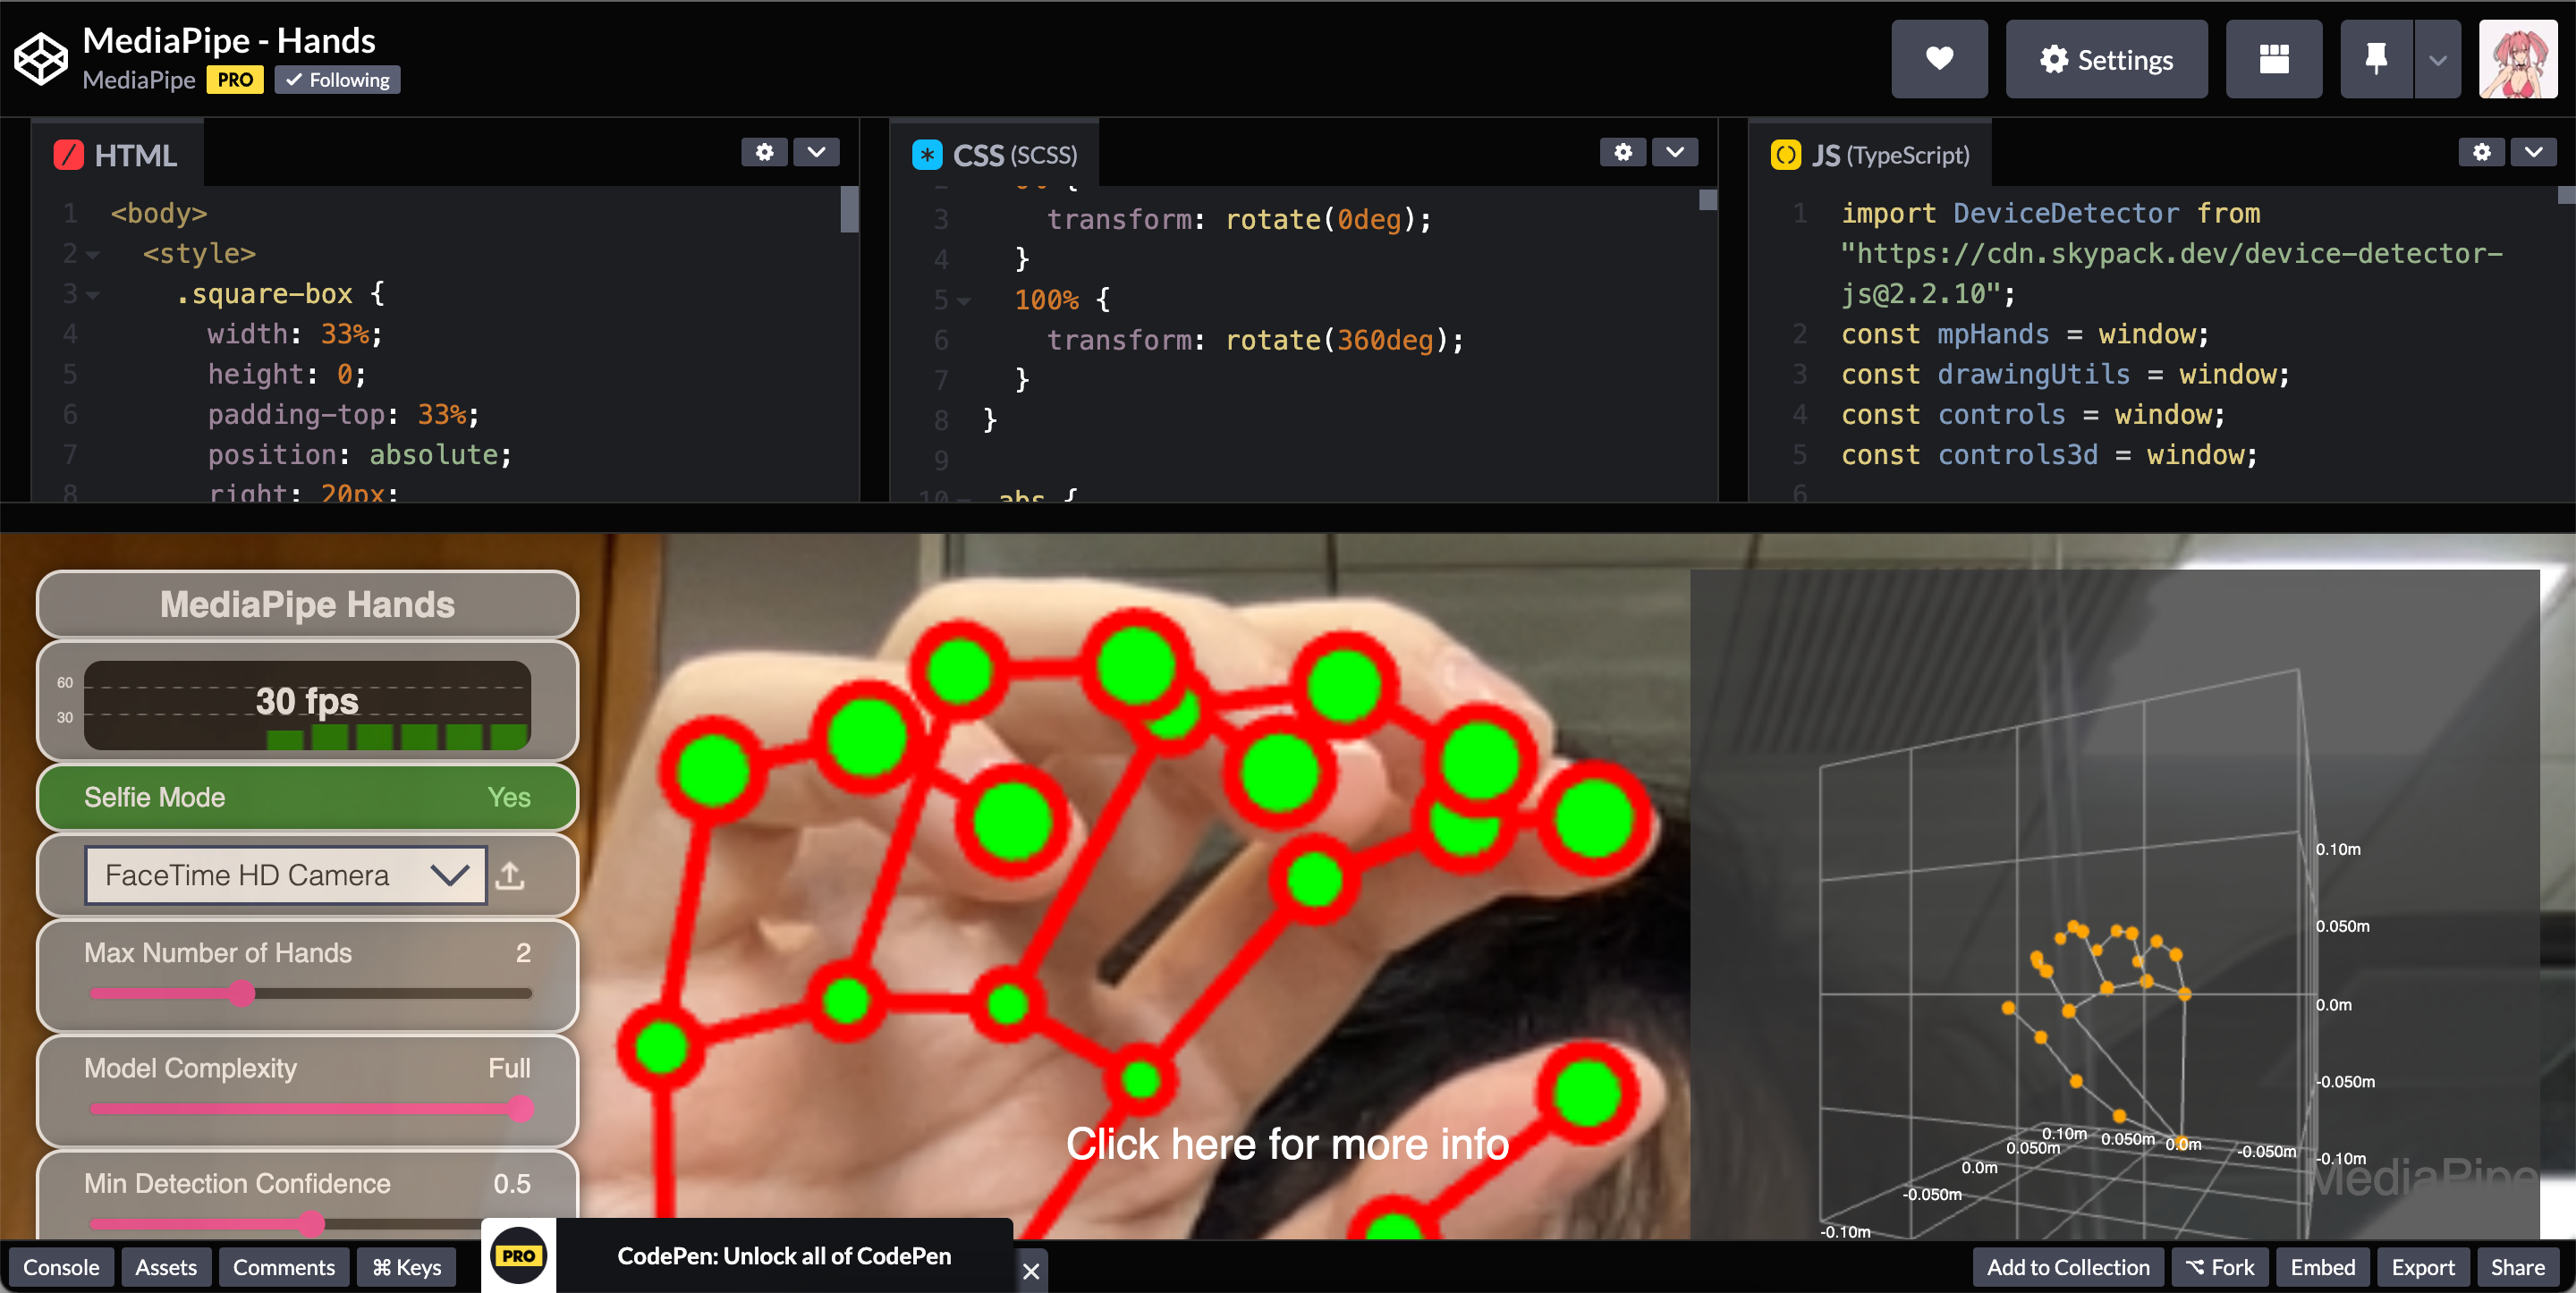 MediaPipe - Hands
MediaPipe PRO Following
Settings
HTML
1 <body>
2 <style>
3 .square-box {
4 width: 33%;
5 height: 0;
6 padding-top: 33%;
7 position: absolute;
8 right: 20px;
CSS (SCSS)
3 transform: rotate(0deg);
4 }
5 100% {
6 transform: rotate(360deg);
7 }
8 }
9
10 abs {
JS (TypeScript)
1 import DeviceDetector from
"https://cdn.skypack.dev/device-detector-
js@2.2.10";
2 const mpHands = window;
3 const drawingUtils = window;
4 const controls = window;
5 const controls3d = window;
6
MediaPipe Hands
60
30
30 fps
Selfie Mode Yes
FaceTime HD Camera
Max Number of Hands 2
Model Complexity Full
Min Detection Confidence 0.5
Click here for more info
0.10m
0.050m
0.0m
-0.050m
-0.10m
0.10m 0.050m 0.0m -0.050m
0.050m
0.0m
-0.050m
-0.10m
MediaPipe
Console Assets Comments ⌘ Keys
PRO CodePen: Unlock all of CodePen
Add to Collection Fork Embed Export Share